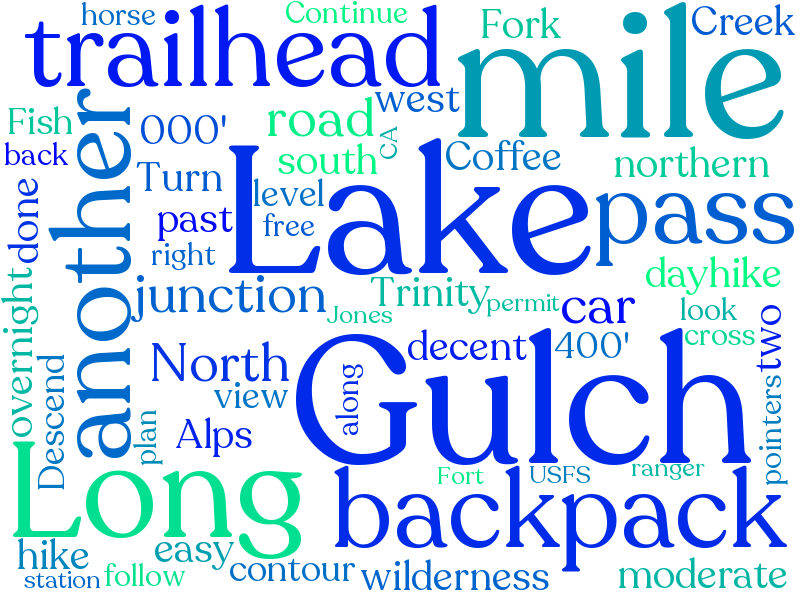 horse
Continue
Fork
Creek
trailhead
mile
west
Fish
000'
road
CA
Coffee
back
another
south
northern
Turn
Lake
level
pass
done
past
free
right
dayhike
overnight
junction
Trinity
permit
car
look
Jones
cross
two
North
decent
400'
Descend
view
along
Gulch
plan
Alps
pointers
Long
Fort
USFS
ranger
backpack
hike
easy
station
follow
contour
wilderness
moderate